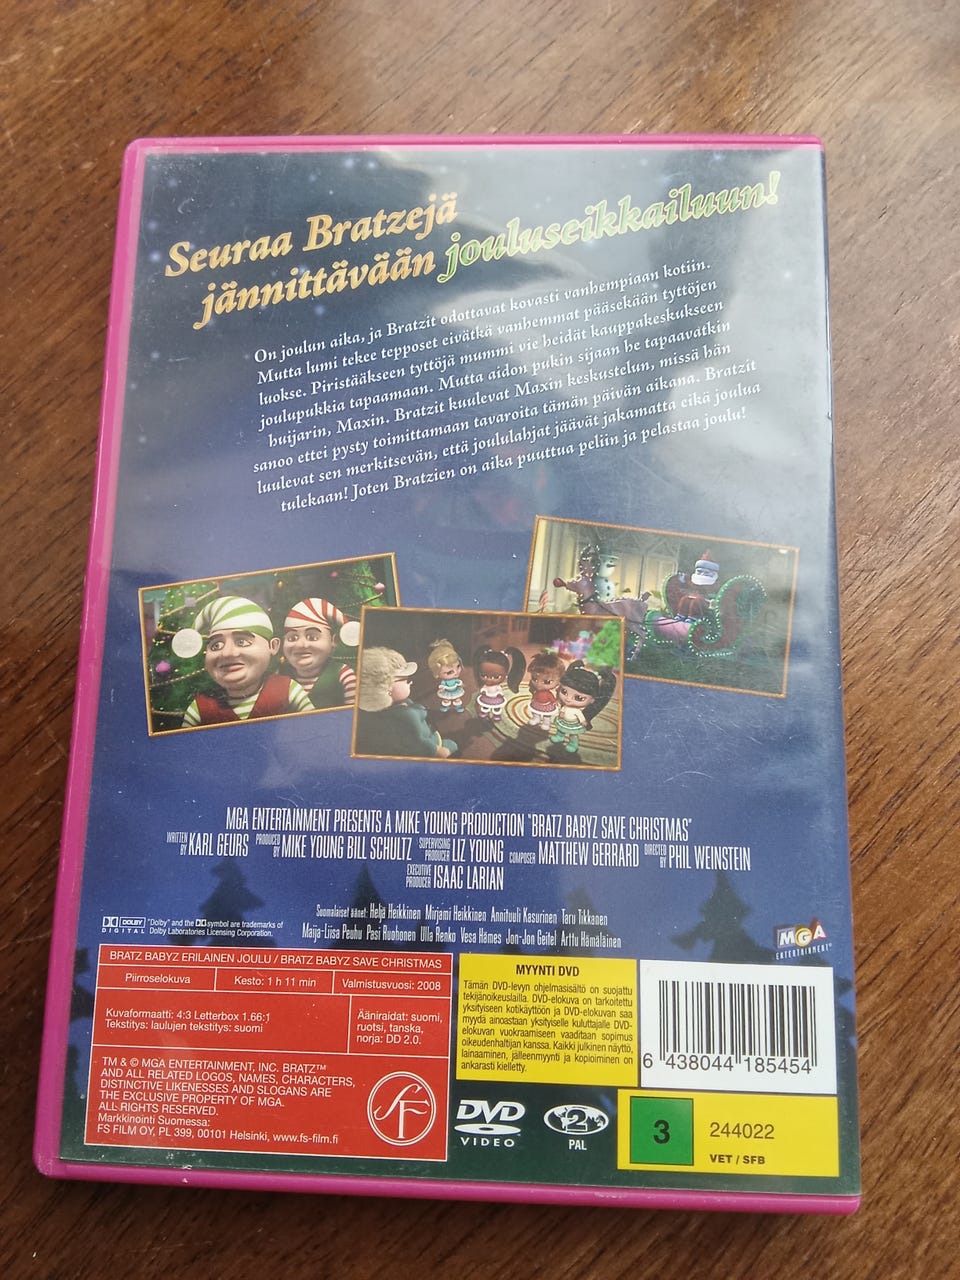 Seuraa Bratzejä
jännittävään jouluseikkailuun!
On joulun aika, ja Bratzit odottavat kovasti vanhempiaan kotiin.
Mutta lumi tekee tepposet eivätkä vanhemmat pääsekään tyttöjen
luokse. Piristääkseen tyttöjä mummi vie heidät kauppakeskukseen
joulupukkia tapaamaan. Mutta aidon pukin sijaan he tapaavatkin
huijarin, Maxin. Bratzit kuulevat Maxin keskustelun, missä hän
sanoo ettei pysty toimittamaan tavaroita tämän päivän aikana. Bratzit
luulevat sen merkitsevän, että joululahjat jäävät jakamatta eikä joulua
tulekaan! Joten Bratzien on aika puuttua peliin ja pelastaa joulu!
MGA ENTERTAINMENT PRESENTS A MIKE YOUNG PRODUCTION "BRATZ BABYZ SAVE CHRISTMAS"
WRITTEN BY KARL GEURS PRODUCED BY MIKE YOUNG BILL SCHULTZ SUPERVISING PRODUCER LIZ YOUNG COMPOSER MATTHEW GERRARD DIRECTED BY PHIL WEINSTEIN
EXECUTIVE PRODUCER ISAAC LARIAN
Suomalaiset äänet: Heljä Heikkinen Mirjami Heikkinen Annituuli Kasurinen Taru Tikkanen
Maija-Liisa Peuhu Pasi Ruohonen Ulla Renko Vesa Hämes Jon-Jon Geitel Arttu Hämäläinen
DOLBY DIGITAL "Dolby" and the symbol are trademarks of
Dolby Laboratories Licensing Corporation.
MGA
ENTERTAINMENT
BRATZ BABYZ ERILAINEN JOULU / BRATZ BABYZ SAVE CHRISTMAS
Piirroselokuva Kesto: 1 h 11 min Valmistusvuosi: 2008
Kuvaformaatti: 4:3 Letterbox 1.66:1
Tekstitys: laulujen tekstitys: suomi
Ääniraidat: suomi,
ruotsi, tanska,
norja: DD 2.0.
TM & © MGA ENTERTAINMENT, INC. BRATZ™
AND ALL RELATED LOGOS, NAMES, CHARACTERS,
DISTINCTIVE LIKENESSES AND SLOGANS ARE
THE EXCLUSIVE PROPERTY OF MGA.
ALL RIGHTS RESERVED.
Markkinointi Suomessa:
FS FILM OY, PL 399, 00101 Helsinki, www.fs-film.fi
SF
MYYNTI DVD
Tämän DVD-levyn ohjelmasisältö on suojattu
tekijänoikeuslailla. DVD-elokuva on tarkoitettu
yksityiseen kotikäyttöön ja DVD-elokuvan saa
myydä ainoastaan yksityiselle kuluttajalle DVD-
elokuvan vuokraamiseen vaaditaan sopimus
oikeudenhaltijan kanssa. Kaikki julkinen näyttö,
lainaaminen, jälleenmyynti ja kopioiminen on
ankarasti kielletty.
6 438044 185454
DVD
VIDEO
2
PAL
3
244022
VET / SFB